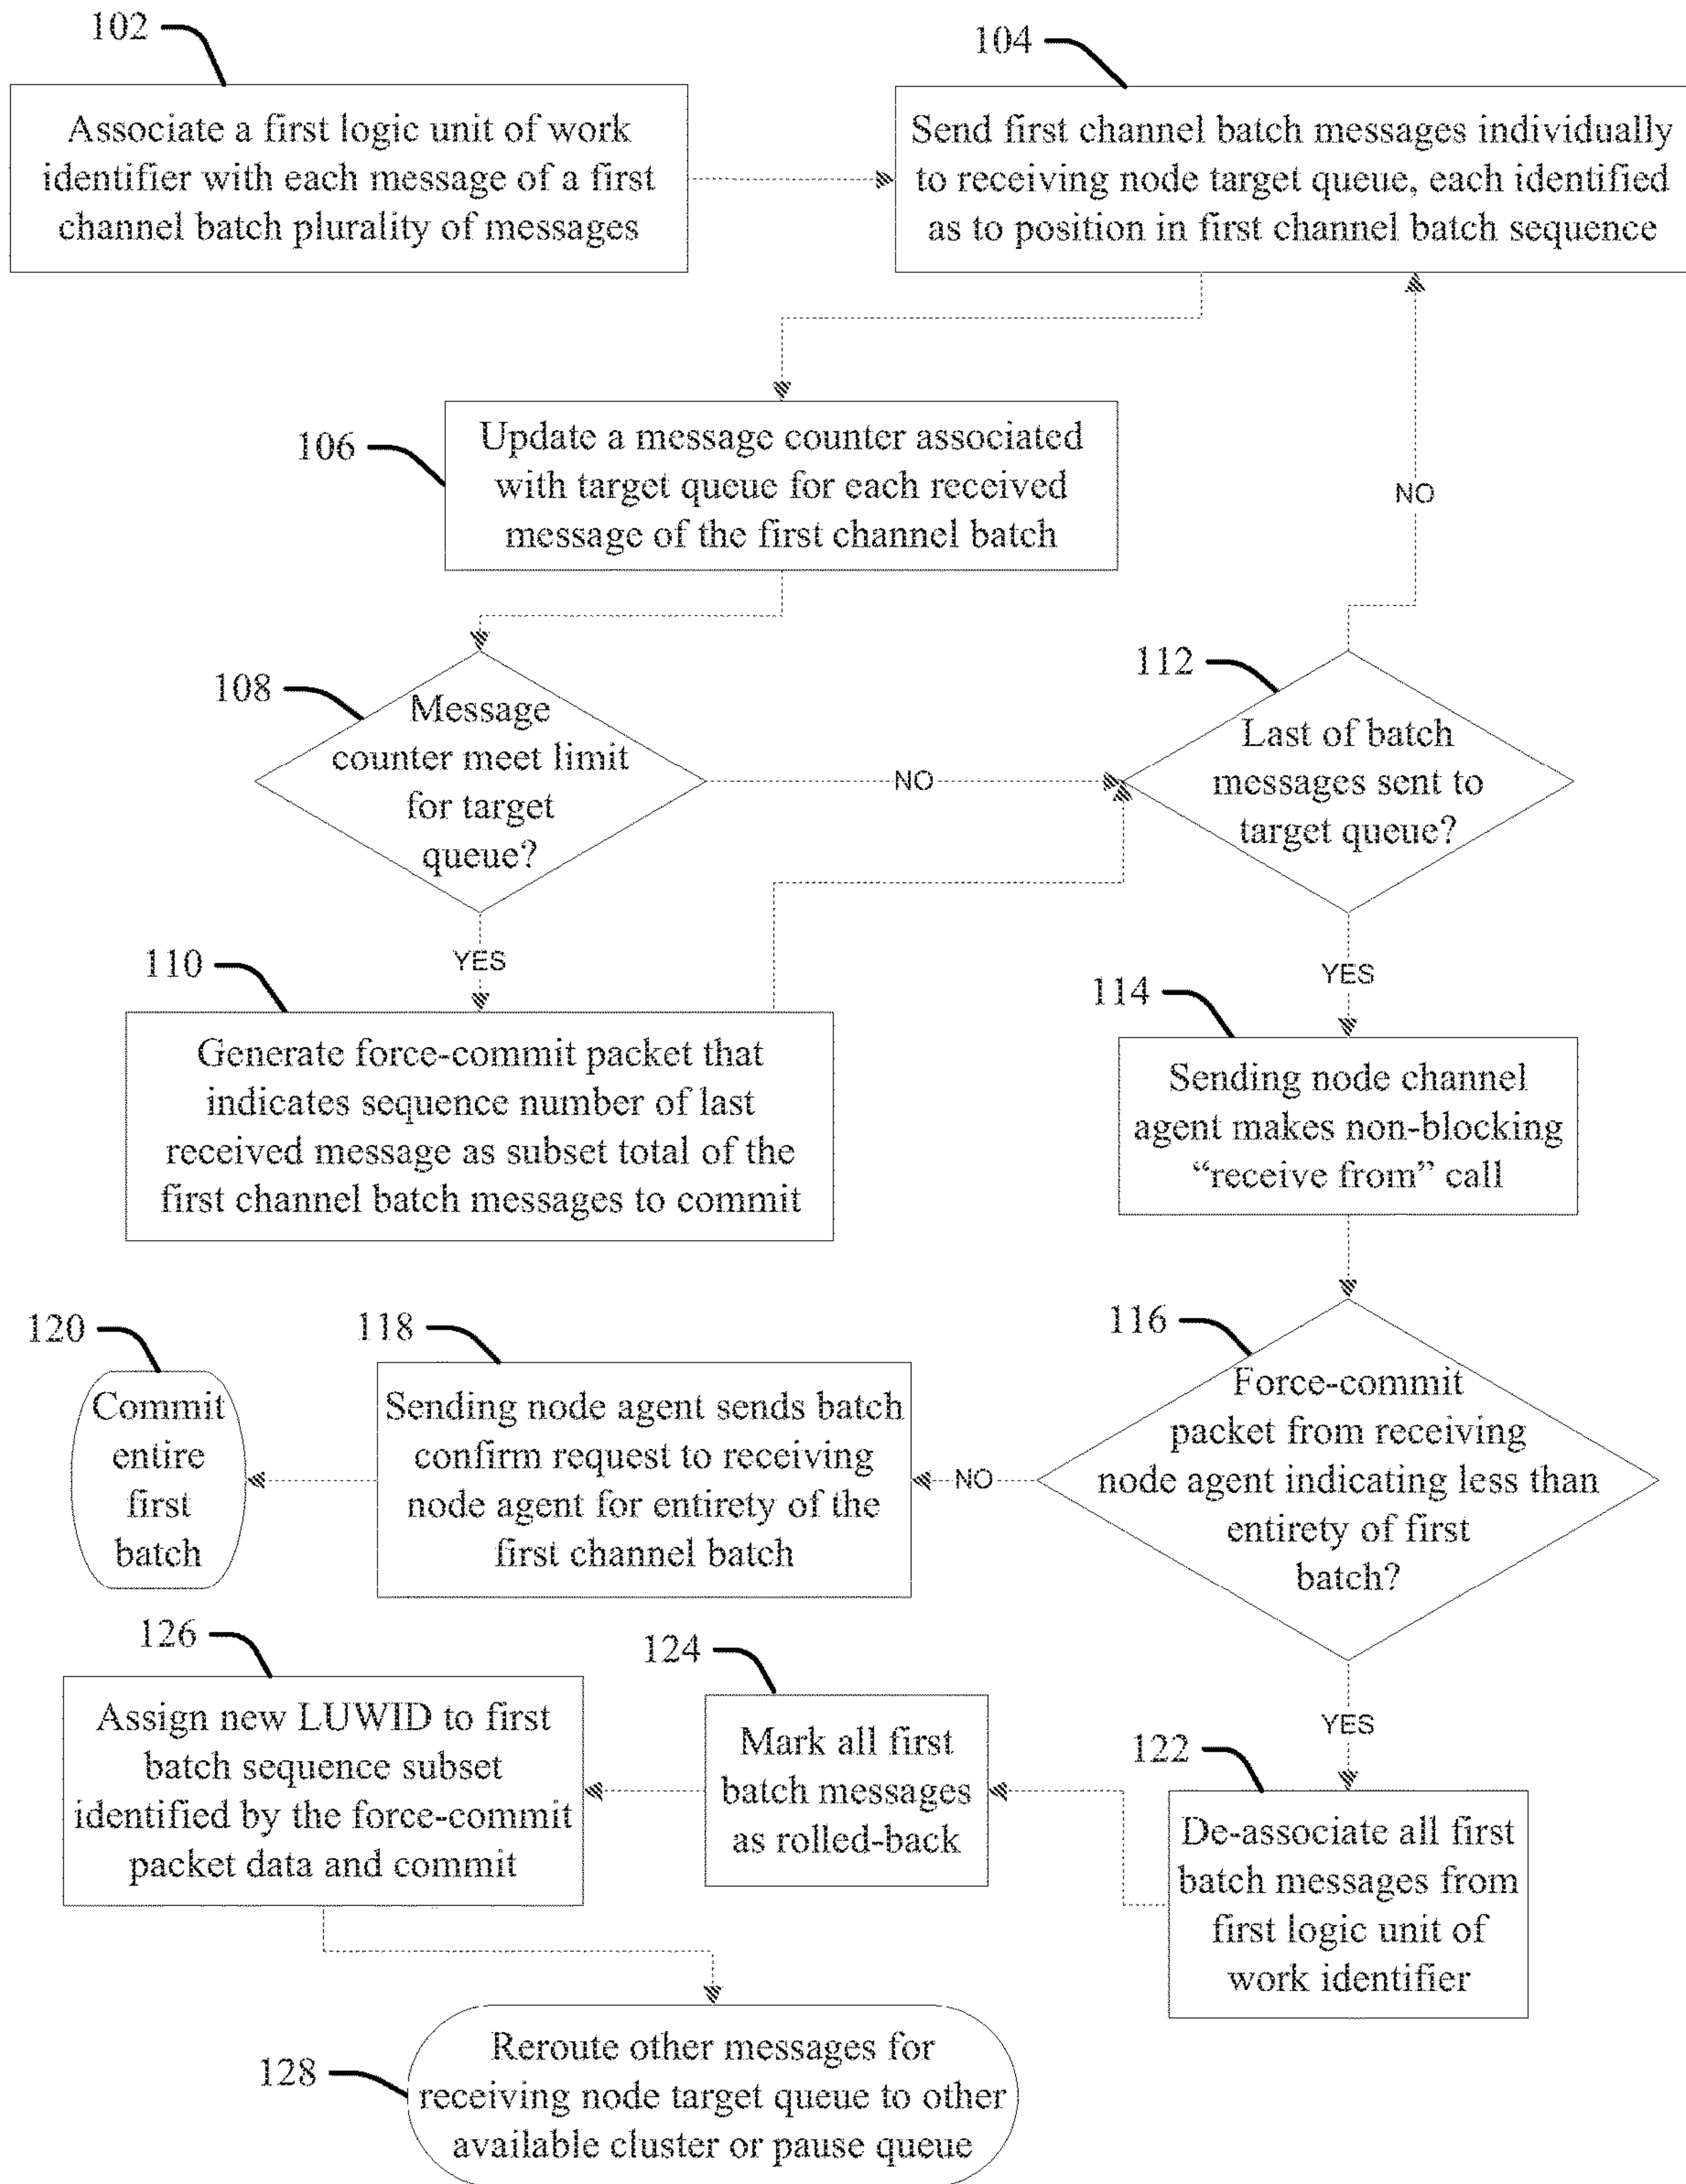 102
Associate a first logic unit of work
identifier with each message of a first
channel batch plurality of messages
104
Send first channel batch messages individually
to receiving node target queue, each identified
as to position in first channel batch sequence
106
Update a message counter associated
with target queue for each received
message of the first channel batch
NO
108
Message
counter meet limit
for target
queue?
NO
112
Last of batch
messages sent to
target queue?
YES
110
Generate force-commit packet that
indicates sequence number of last
received message as subset total of the
first channel batch messages to commit
YES
114
Sending node channel
agent makes non-blocking
“receive from” call
116
Force-commit
packet from receiving
node agent indicating less than
entirety of first
batch?
NO
118
Sending node agent sends batch
confirm request to receiving
node agent for entirety of the
first channel batch
120
Commit
entire
first
batch
YES
122
De-associate all first
batch messages from
first logic unit of
work identifier
124
Mark all first
batch messages
as rolled-back
126
Assign new LUWID to first
batch sequence subset
identified by the force-commit
packet data and commit
128
Reroute other messages for
receiving node target queue to other
available cluster or pause queue